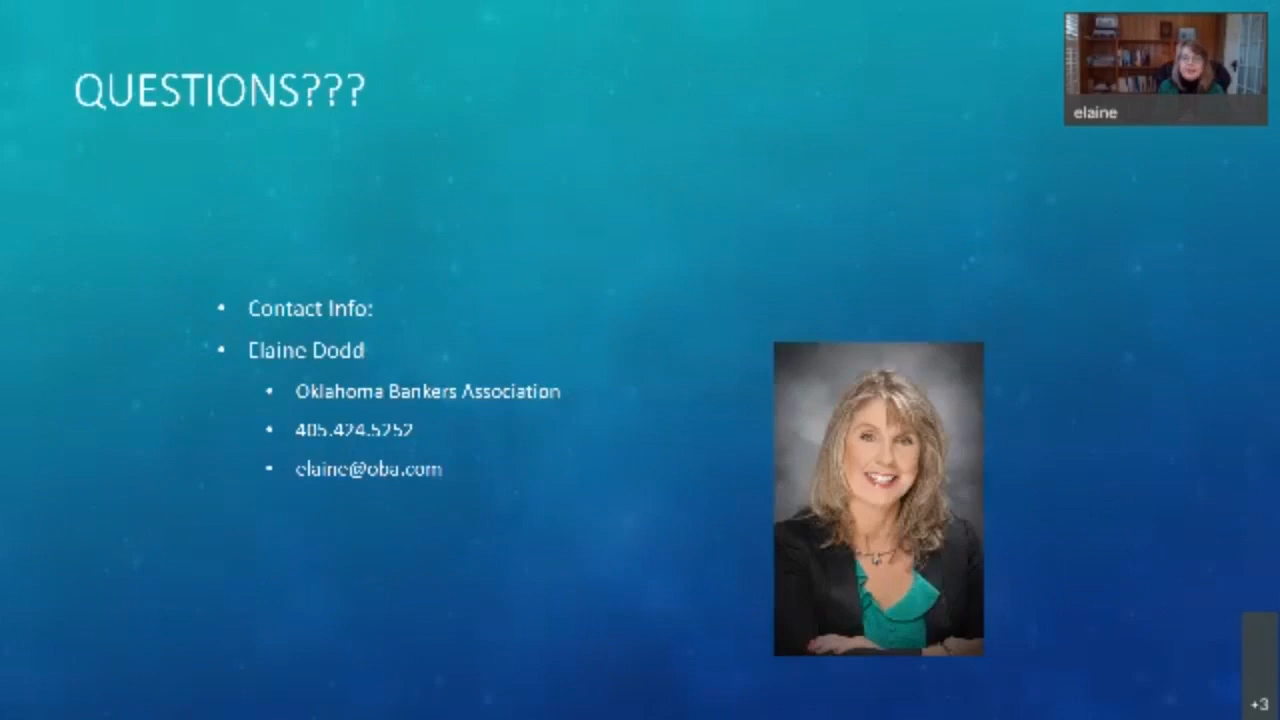 QUESTIONS???
elaine
• Contact Info:
• Elaine Dodd
• Oklahoma Bankers Association
• 405.424.5252
• elaine@oba.com
+3